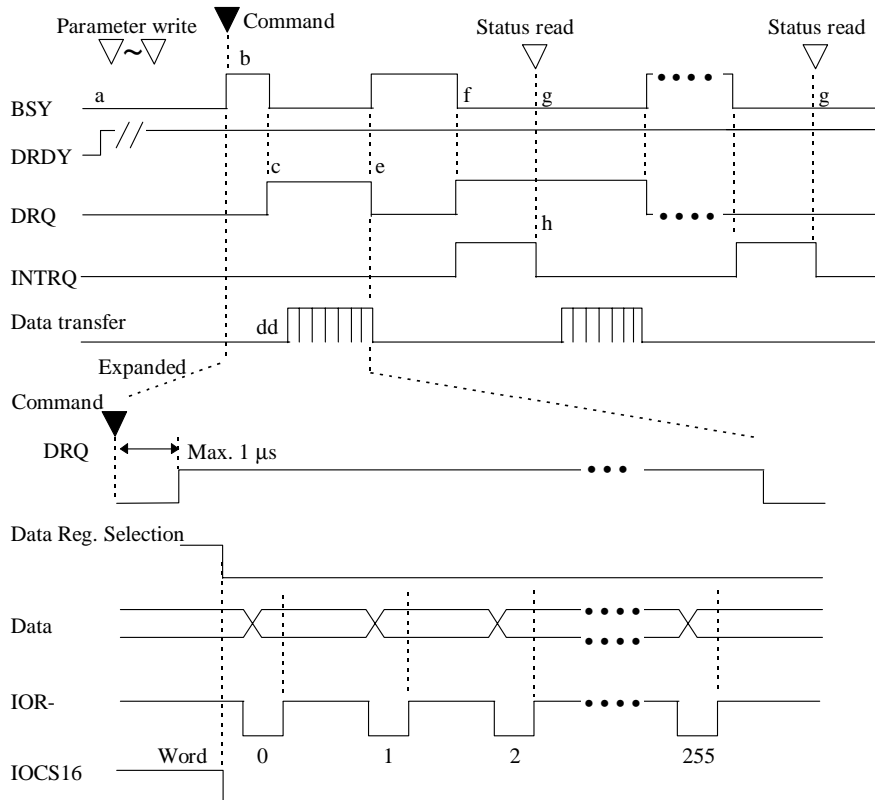 Parameter write
Command
Status read
Status read
~
b
a
f
g
g
BSY
DRDY
c
e
DRQ
h
INTRQ
Data transfer
dd
Expanded
Command
DRQ
Max. 1 μs
Data Reg. Selection
Data
IOR-
Word
0
1
2
255
IOCS16